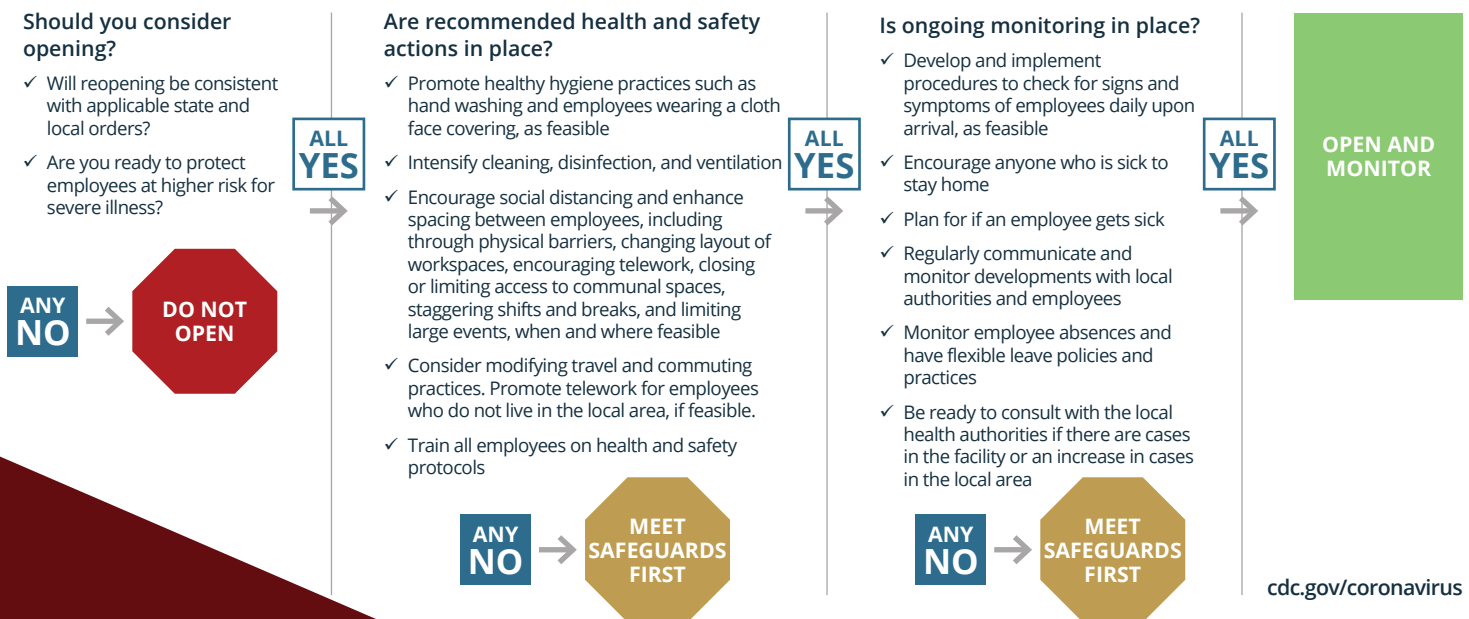 Should you consider
opening?
✓ Will reopening be consistent
with applicable state and
local orders?
✓ Are you ready to protect
employees at higher risk for
severe illness?
ANY
NO
DO NOT
OPEN
ALL
YES
Are recommended health and safety
actions in place?
✓ Promote healthy hygiene practices such as
hand washing and employees wearing a cloth
face covering, as feasible
✓ Intensify cleaning, disinfection, and ventilation
✓ Encourage social distancing and enhance
spacing between employees, including
through physical barriers, changing layout of
workspaces, encouraging telework, closing
or limiting access to communal spaces,
staggering shifts and breaks, and limiting
large events, when and where feasible
✓ Consider modifying travel and commuting
practices. Promote telework for employees
who do not live in the local area, if feasible.
✓ Train all employees on health and safety
protocols
ANY
NO
MEET
SAFEGUARDS
FIRST
ALL
YES
Is ongoing monitoring in place?
✓ Develop and implement
procedures to check for signs and
symptoms of employees daily upon
arrival, as feasible
✓ Encourage anyone who is sick to
stay home
✓ Plan for if an employee gets sick
✓ Regularly communicate and
monitor developments with local
authorities and employees
✓ Monitor employee absences and
have flexible leave policies and
practices
✓ Be ready to consult with the local
health authorities if there are cases
in the facility or an increase in cases
in the local area
ANY
NO
MEET
SAFEGUARDS
FIRST
ALL
YES
OPEN AND
MONITOR
cdc.gov/coronavirus